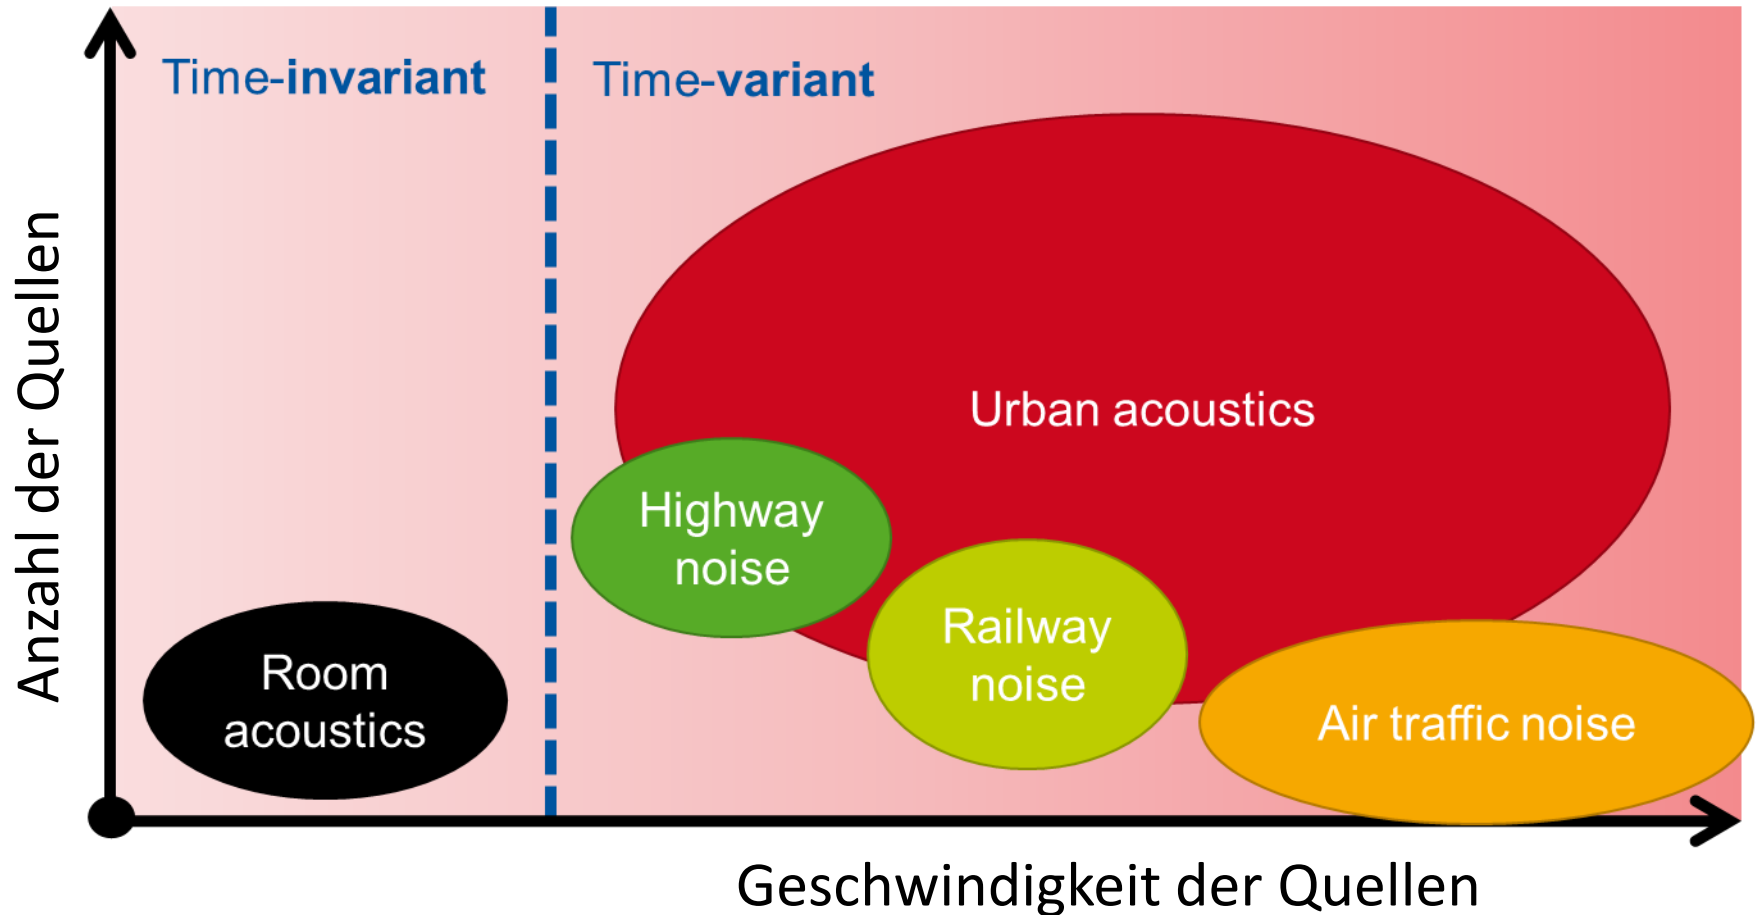 Time-invariant
Time-variant
Anzahl der Quellen
Urban acoustics
Highway
noise
Railway
noise
Room
acoustics
Air traffic noise
Geschwindigkeit der Quellen